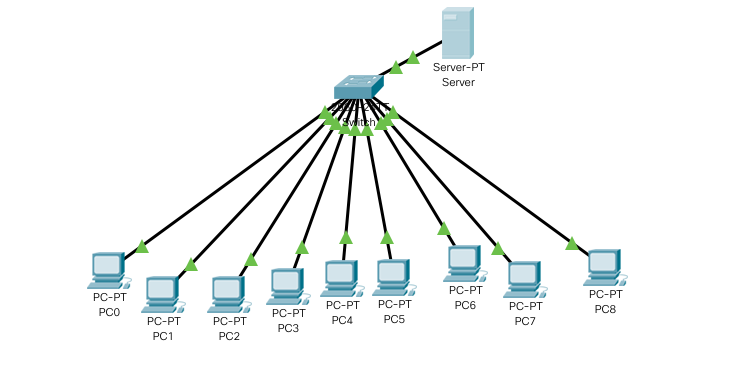 Server-PT
Server
Switch
PC-PT
PC0
PC-PT
PC1
PC-PT
PC2
PC-PT
PC3
PC-PT
PC4
PC-PT
PC5
PC-PT
PC6
PC-PT
PC7
PC-PT
PC8